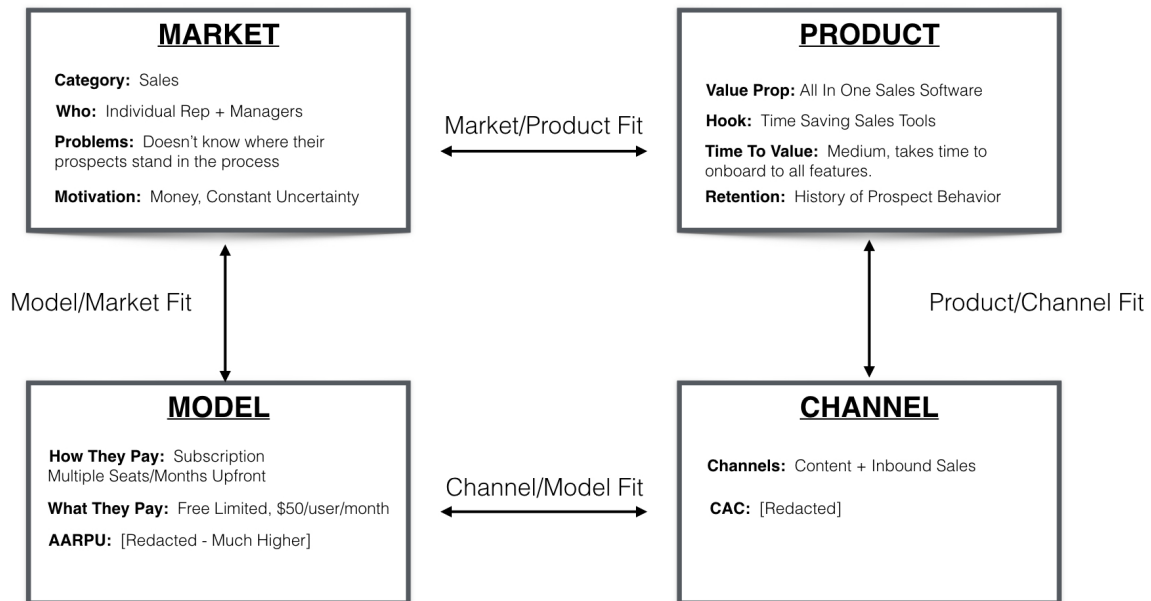 MARKET
Category: Sales
Who: Individual Rep + Managers
Problems: Doesn't know where their
prospects stand in the process
Motivation: Money, Constant Uncertainty
Market/Product Fit
PRODUCT
Value Prop: All In One Sales Software
Hook: Time Saving Sales Tools
Time To Value: Medium, takes time to
onboard to all features.
Retention: History of Prospect Behavior
Model/Market Fit
Product/Channel Fit
MODEL
How They Pay: Subscription
Multiple Seats/Months Upfront
What They Pay: Free Limited, $50/user/month
AARPU: [Redacted - Much Higher]
Channel/Model Fit
CHANNEL
Channels: Content + Inbound Sales
CAC: [Redacted]